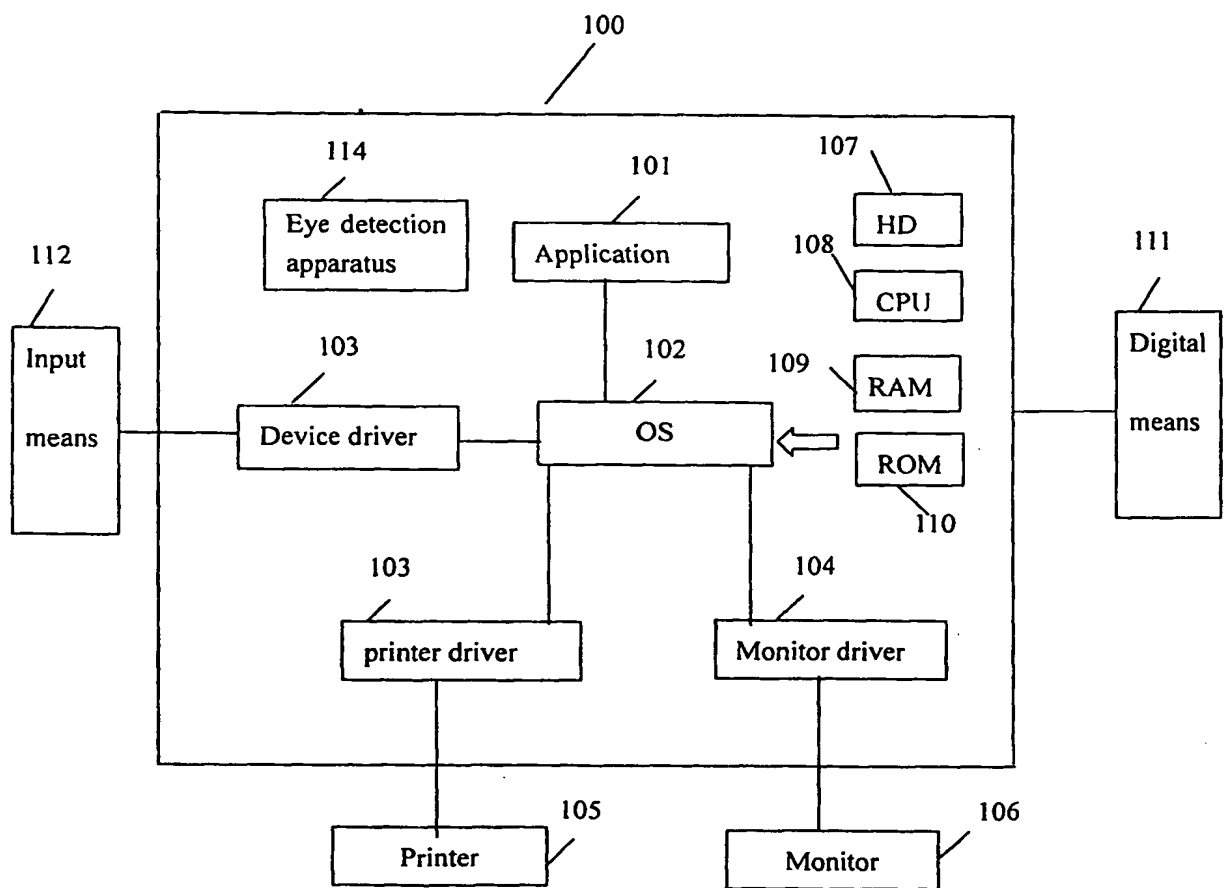 100
114
101
107
Eye detection
apparatus
Application
HD
112
108
111
CPU
Input
means
103
102
109
Digital
means
Device driver
OS
RAM
ROM
110
103
104
printer driver
Monitor driver
105
106
Printer
Monitor